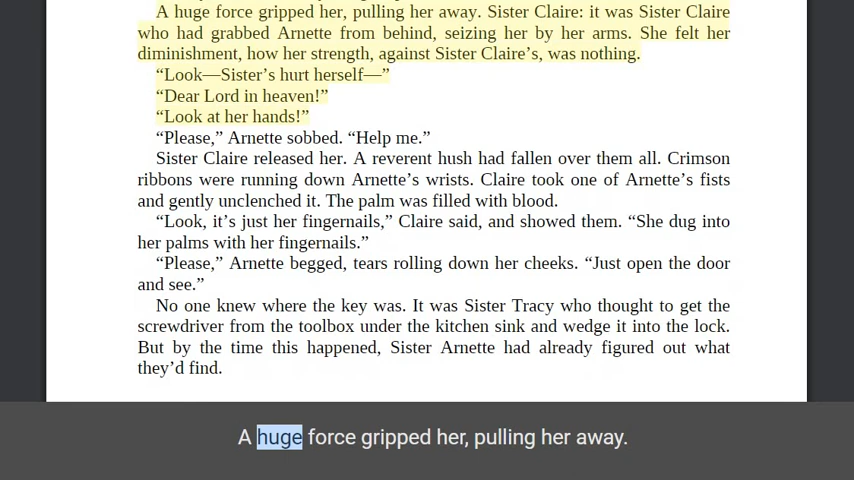 A huge force gripped her, pulling her away. Sister Claire: it was Sister Claire
who had grabbed Arnette from behind, seizing her by her arms. She felt her
diminishment, how her strength, against Sister Claire’s, was nothing.
“Look—Sister’s hurt herself—”
“Dear Lord in heaven!”
“Look at her hands!”
“Please,” Arnette sobbed. “Help me.”
Sister Claire released her. A reverent hush had fallen over them all. Crimson
ribbons were running down Arnette’s wrists. Claire took one of Arnette’s fists
and gently unclenched it. The palm was filled with blood.
“Look, it’s just her fingernails,” Claire said, and showed them. “She dug into
her palms with her fingernails.”
“Please,” Arnette begged, tears rolling down her cheeks. “Just open the door
and see.”
No one knew where the key was. It was Sister Tracy who thought to get the
screwdriver from the toolbox under the kitchen sink and wedge it into the lock.
But by the time this happened, Sister Arnette had already figured out what
they’d find.
A huge force gripped her, pulling her away.